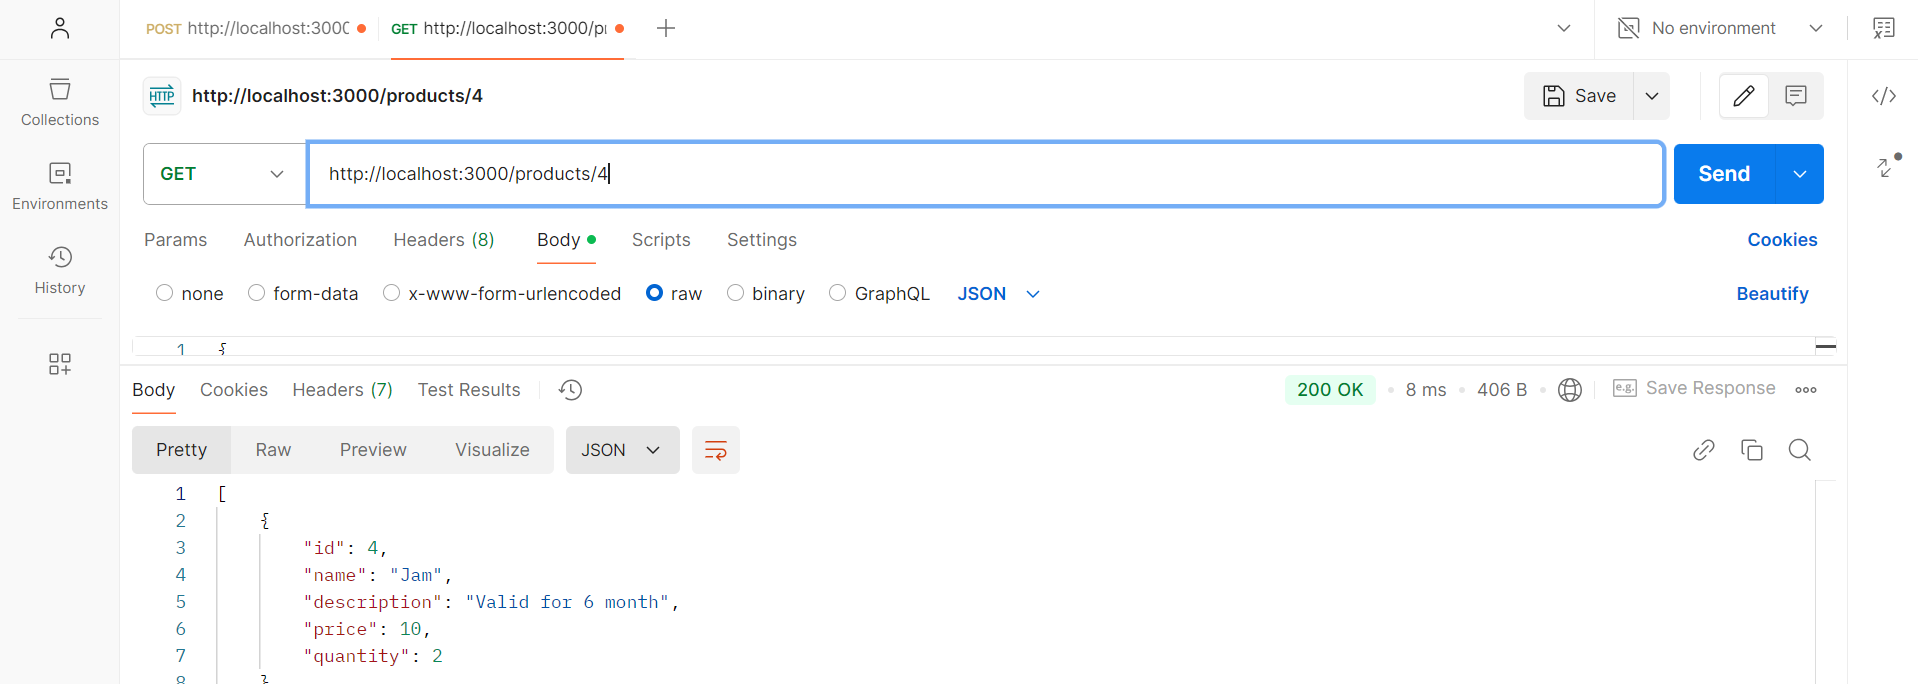 POST http://localhost:3000 GET http://localhost:3000/p No environment
Collections
HTTP http://localhost:3000/products/4 Save
Environments
GET http://localhost:3000/products/4 Send
History
Params Authorization Headers (8) Body Scripts Settings Cookies
none form-data x-www-form-urlencoded raw binary GraphQL JSON Beautify
1 {
Body Cookies Headers (7) Test Results 200 OK 8 ms 406 B e.g. Save Response
Pretty Raw Preview Visualize JSON
1 [
2 {
3 "id": 4,
4 "name": "Jam",
5 "description": "Valid for 6 month",
6 "price": 10,
7 "quantity": 2
8 }